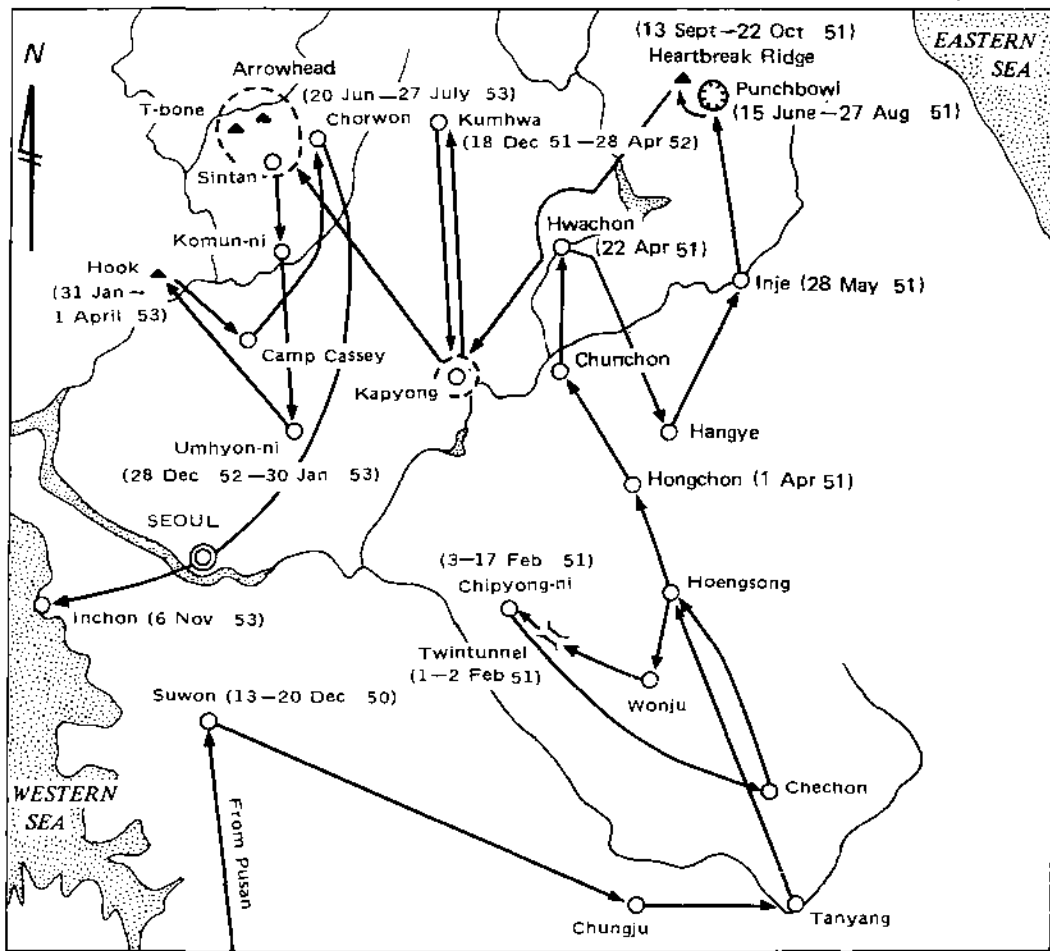 N
(13 Sept—22 Oct 51)
Heartbreak Ridge
EASTERN
SEA
Punchbowl
(15 June—27 Aug 51)
Arrowhead
(20 Jun—27 July 53)
T-bone
Chorwon
Kumhwa
(18 Dec 51—28 Apr 52)
Sintan
Komun-ni
Hwachon
(22 Apr 51)
Hook
(31 Jan—
1 April 53)
Inje (28 May 51)
Camp Cassey
Chunchon
Kapyong
Umhyon-ni
(28 Dec 52—30 Jan 53)
Hangye
Hongchon (1 Apr 51)
SEOUL
(3—17 Feb 51)
Chipyong-ni
Hoengsong
Inchon (6 Nov 53)
Twintunnel
(1—2 Feb 51)
Wonju
Suwon (13—20 Dec 50)
Chechon
WESTERN
SEA
From Pusan
Chungju
Tanyang